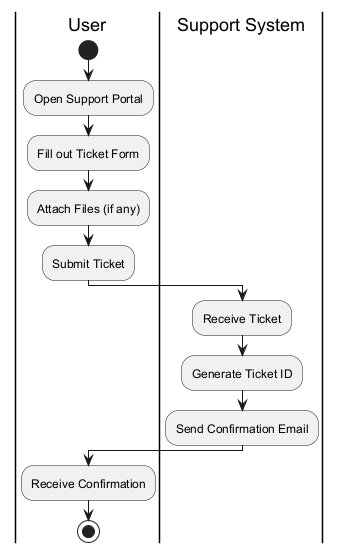 User
Support System
Open Support Portal
Fill out Ticket Form
Attach Files (if any)
Submit Ticket
Receive Ticket
Generate Ticket ID
Send Confirmation Email
Receive Confirmation